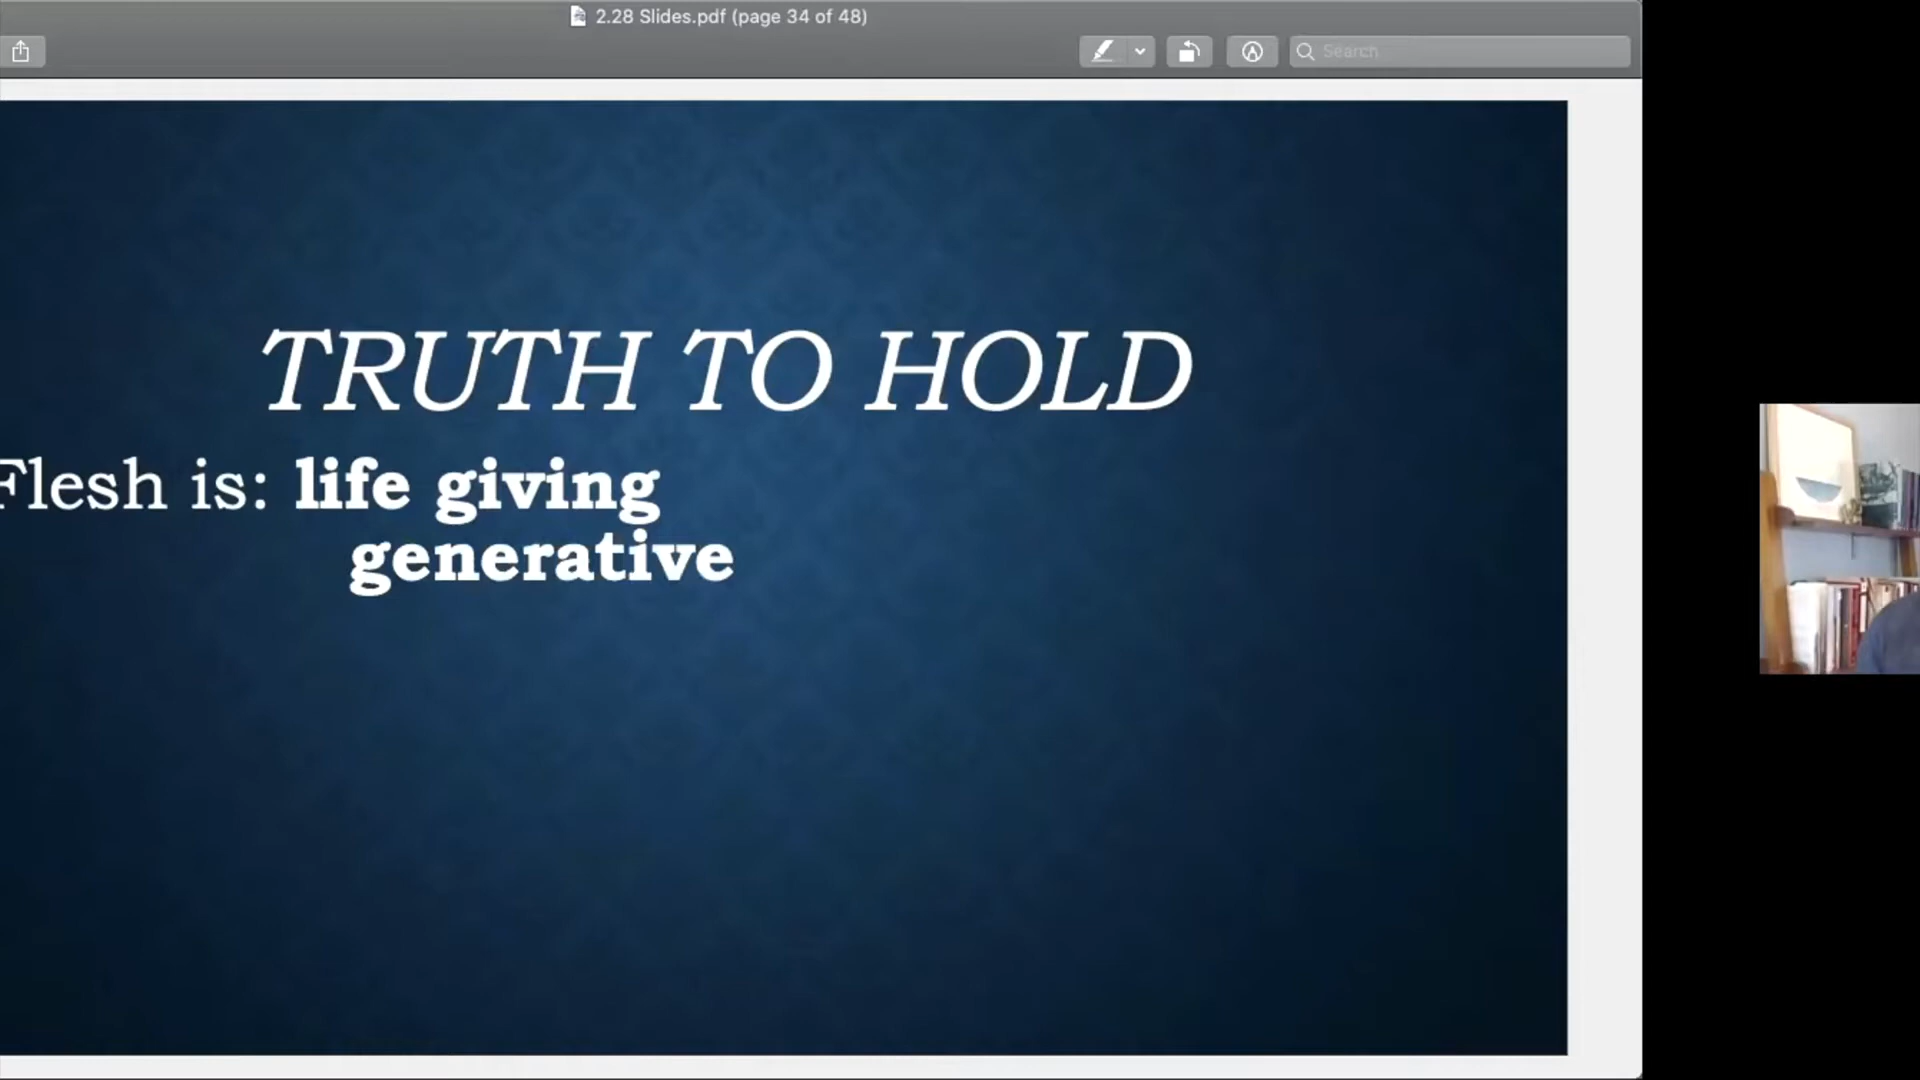 2.28 Slides.pdf (page 34 of 48)
Search
TRUTH TO HOLD
Flesh is: life giving
generative